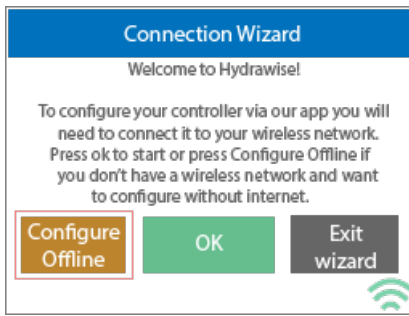 Connection Wizard
Welcome to Hydrawise!
To configure your controller via our app you will
need to connect it to your wireless network.
Press ok to start or press Configure Offline if
you don't have a wireless network and want
to configure without internet.
Configure
Offline
OK
Exit
wizard